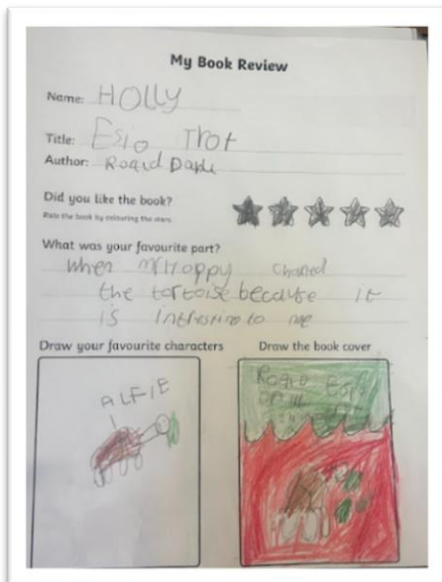 My Book Review
Name: HOLLY
Title: Esio Trot
Author: Roald Dahl
Did you like the book?
Rate the book by colouring the stars.
What was your favourite part?
When Mr Hoppy chaned
the tortoise because it
is intresting to me
Draw your favourite characters
Draw the book cover
ALFIE
Roald Esio